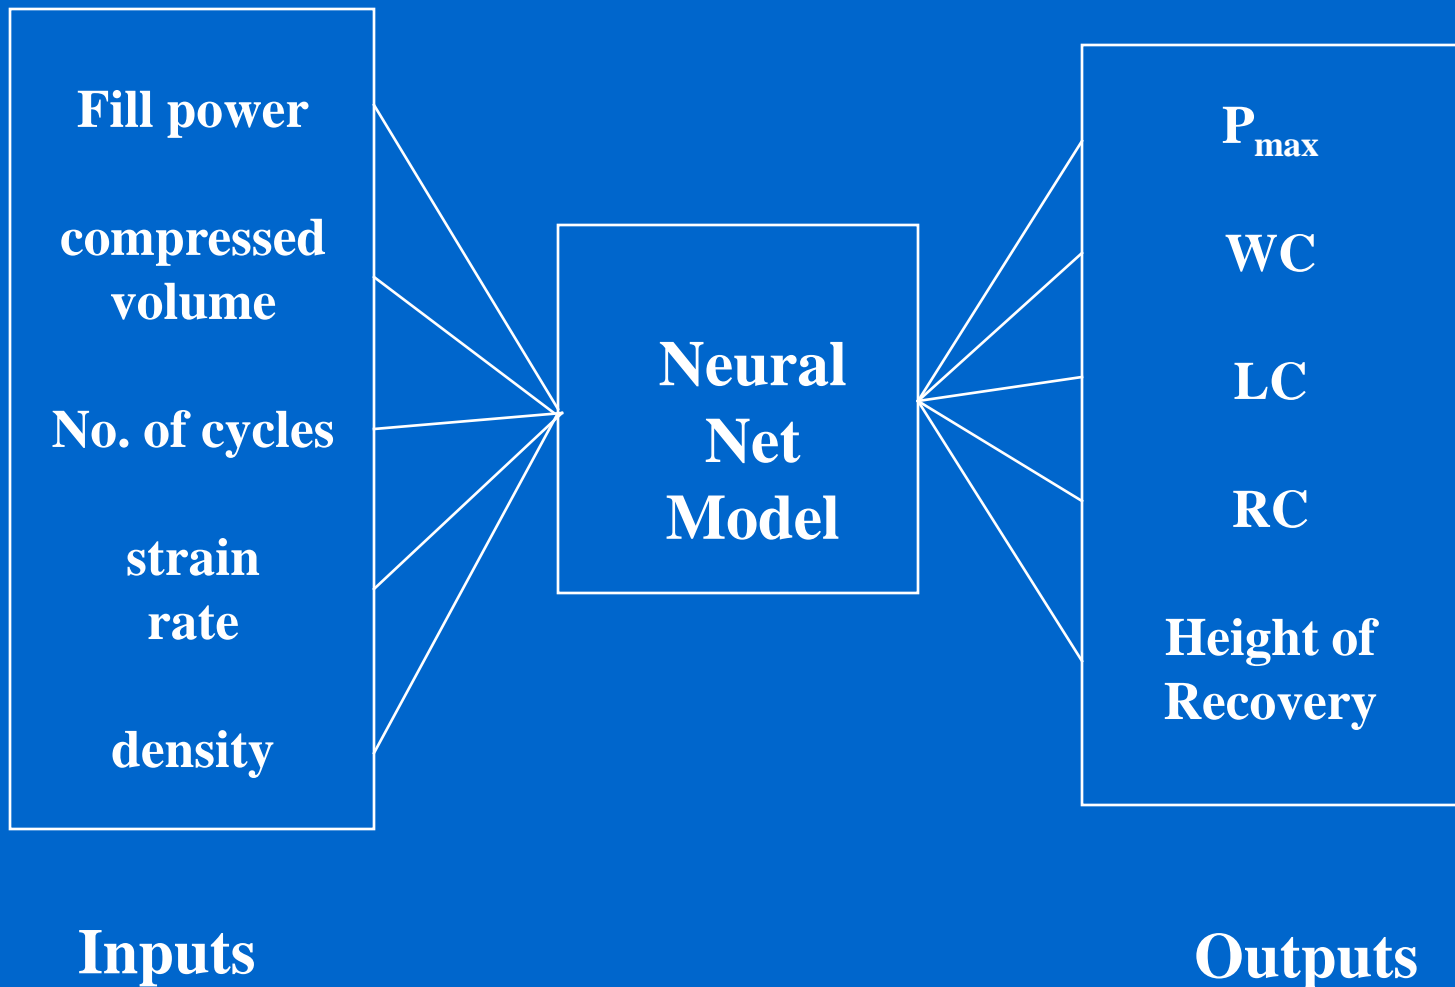 Fill power
compressed
volume
No. of cycles
strain
rate
density
Inputs
Neural
Net
Model
Pmax
WC
LC
RC
Height of
Recovery
Outputs